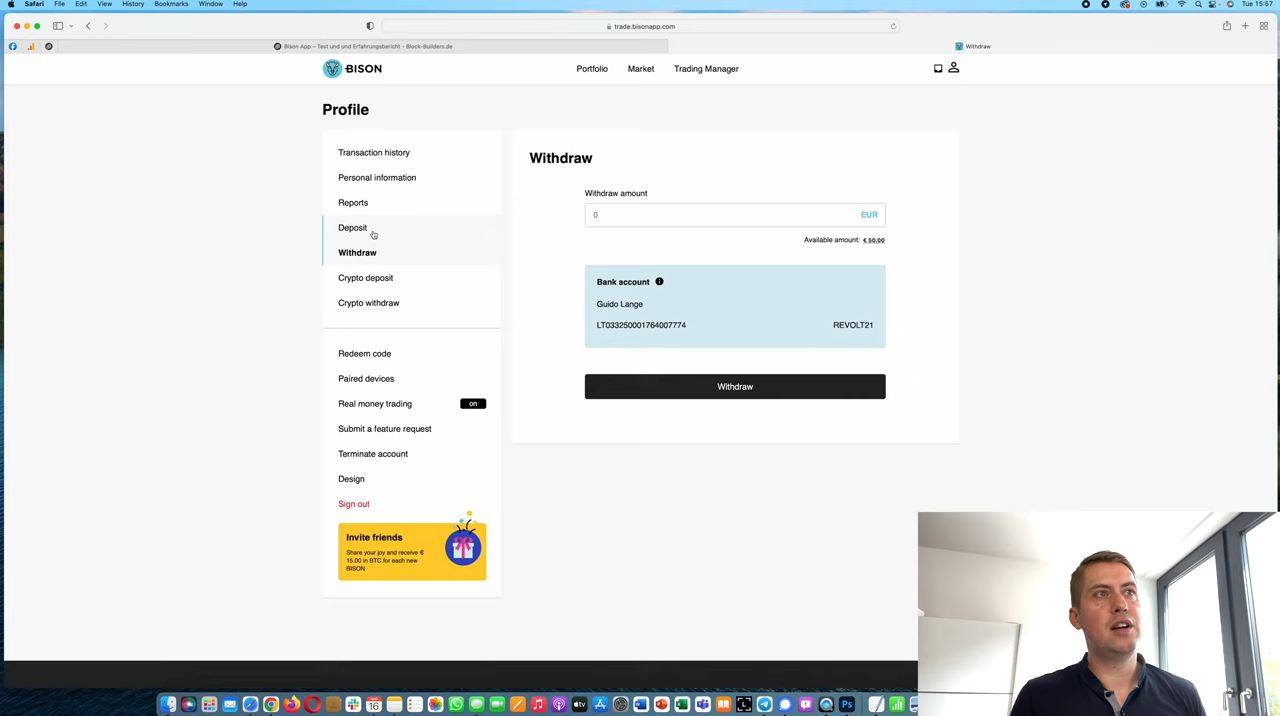 Safari File Edit View History Bookmarks Window Help
Tue 15:57
trade.bisonapp.com
Bison App – Test und und Erfahrungsbericht - Block-Builders.de
Withdraw
BISON
Portfolio Market Trading Manager
Profile
Transaction history
Personal information
Reports
Deposit
Withdraw
Crypto deposit
Crypto withdraw
Redeem code
Paired devices
Real money trading on
Submit a feature request
Terminate account
Design
Sign out
Invite friends
Share your joy and receive €
15.00 in BTC for each new
BISON
Withdraw
Withdraw amount
0 EUR
Available amount: € 50.00
Bank account
Guido Lange
LT033250001764007774 REVOLT21
Withdraw
16